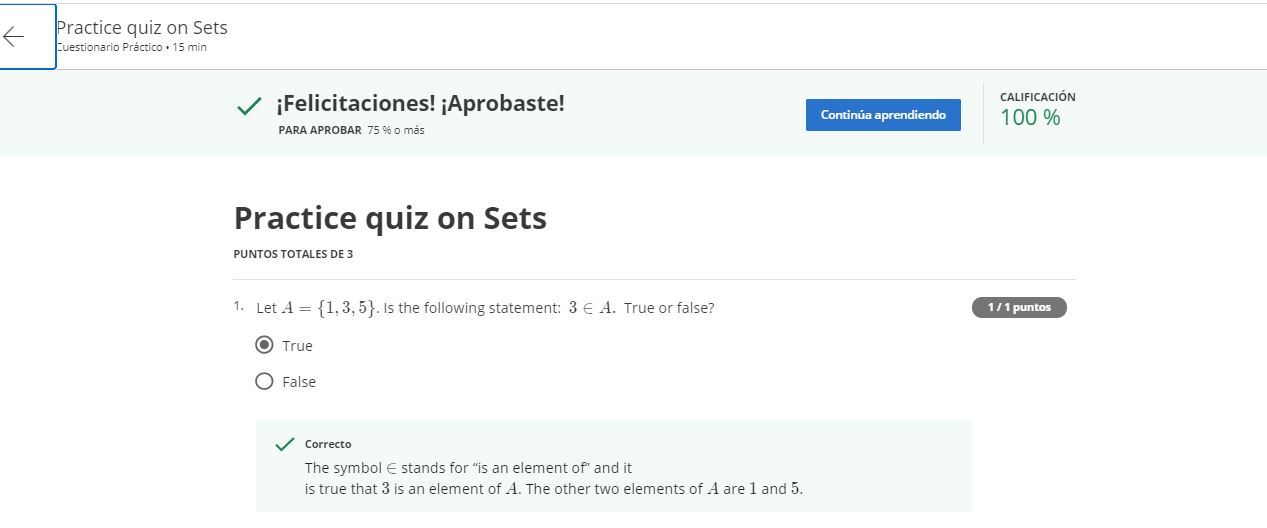 Practice quiz on Sets
Cuestionario Práctico • 15 min
¡Felicitaciones! ¡Aprobaste!
PARA APROBAR 75 % o más
Continúa aprendiendo
CALIFICACIÓN
100 %
Practice quiz on Sets
PUNTOS TOTALES DE 3
1. Let A = {1, 3, 5}. Is the following statement: 3 ∈ A. True or false?
1 / 1 puntos
True
False
Correcto
The symbol ∈ stands for “is an element of” and it
is true that 3 is an element of A. The other two elements of A are 1 and 5.